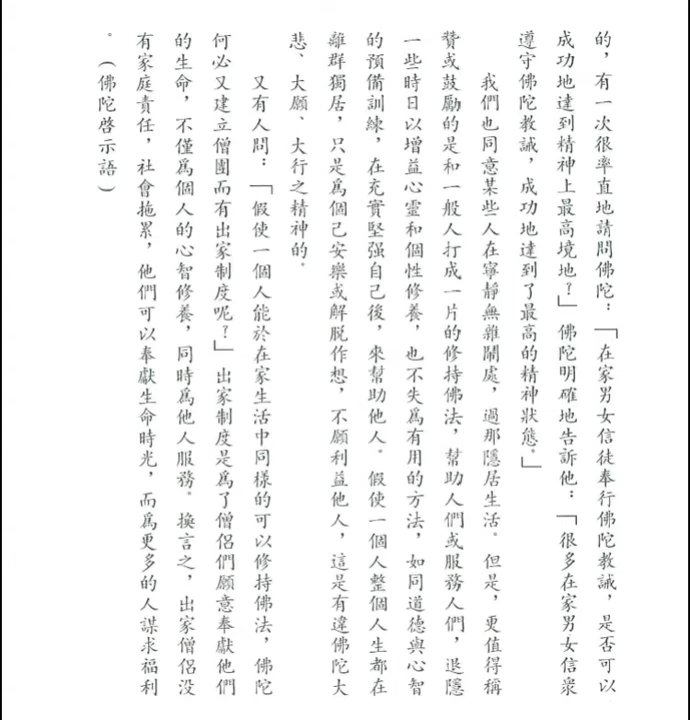 的，有一次很率直地請問佛陀：「在家男女信徒奉行佛陀教誡，是否可以
成功地達到精神上最高境地？」佛陀明確地告訴他：「很多在家男女信衆
遵守佛陀教誡，成功地達到了最高的精神狀態。」
我們也同意某些人在寧靜無雜鬧處，過那隱居生活。但是，更值得稱
贊或鼓勵的是和一般人打成一片的修持佛法，幫助人們或服務人們，退隱
一些時日以增益心靈和個性修養，也不失爲有用的方法，如同道德與心智
的預備訓練，在充實堅强自己後，來幫助他人。假使一個人整個人生都在
離群獨居，只是爲個己安樂或解脫作想，不願利益他人，這是有違佛陀大
悲、大願、大行之精神的。
又有人問：「假使一個人能於在家生活中同樣的可以修持佛法，佛陀
何必又建立僧團而有出家制度呢？」出家制度是爲了僧侶們願意奉獻他們
的生命，不僅爲個人的心智修養，同時爲他人服務。換言之，出家僧侶没
有家庭責任，社會拖累，他們可以奉獻生命時光，而爲更多的人謀求福利
。（佛陀啓示語）